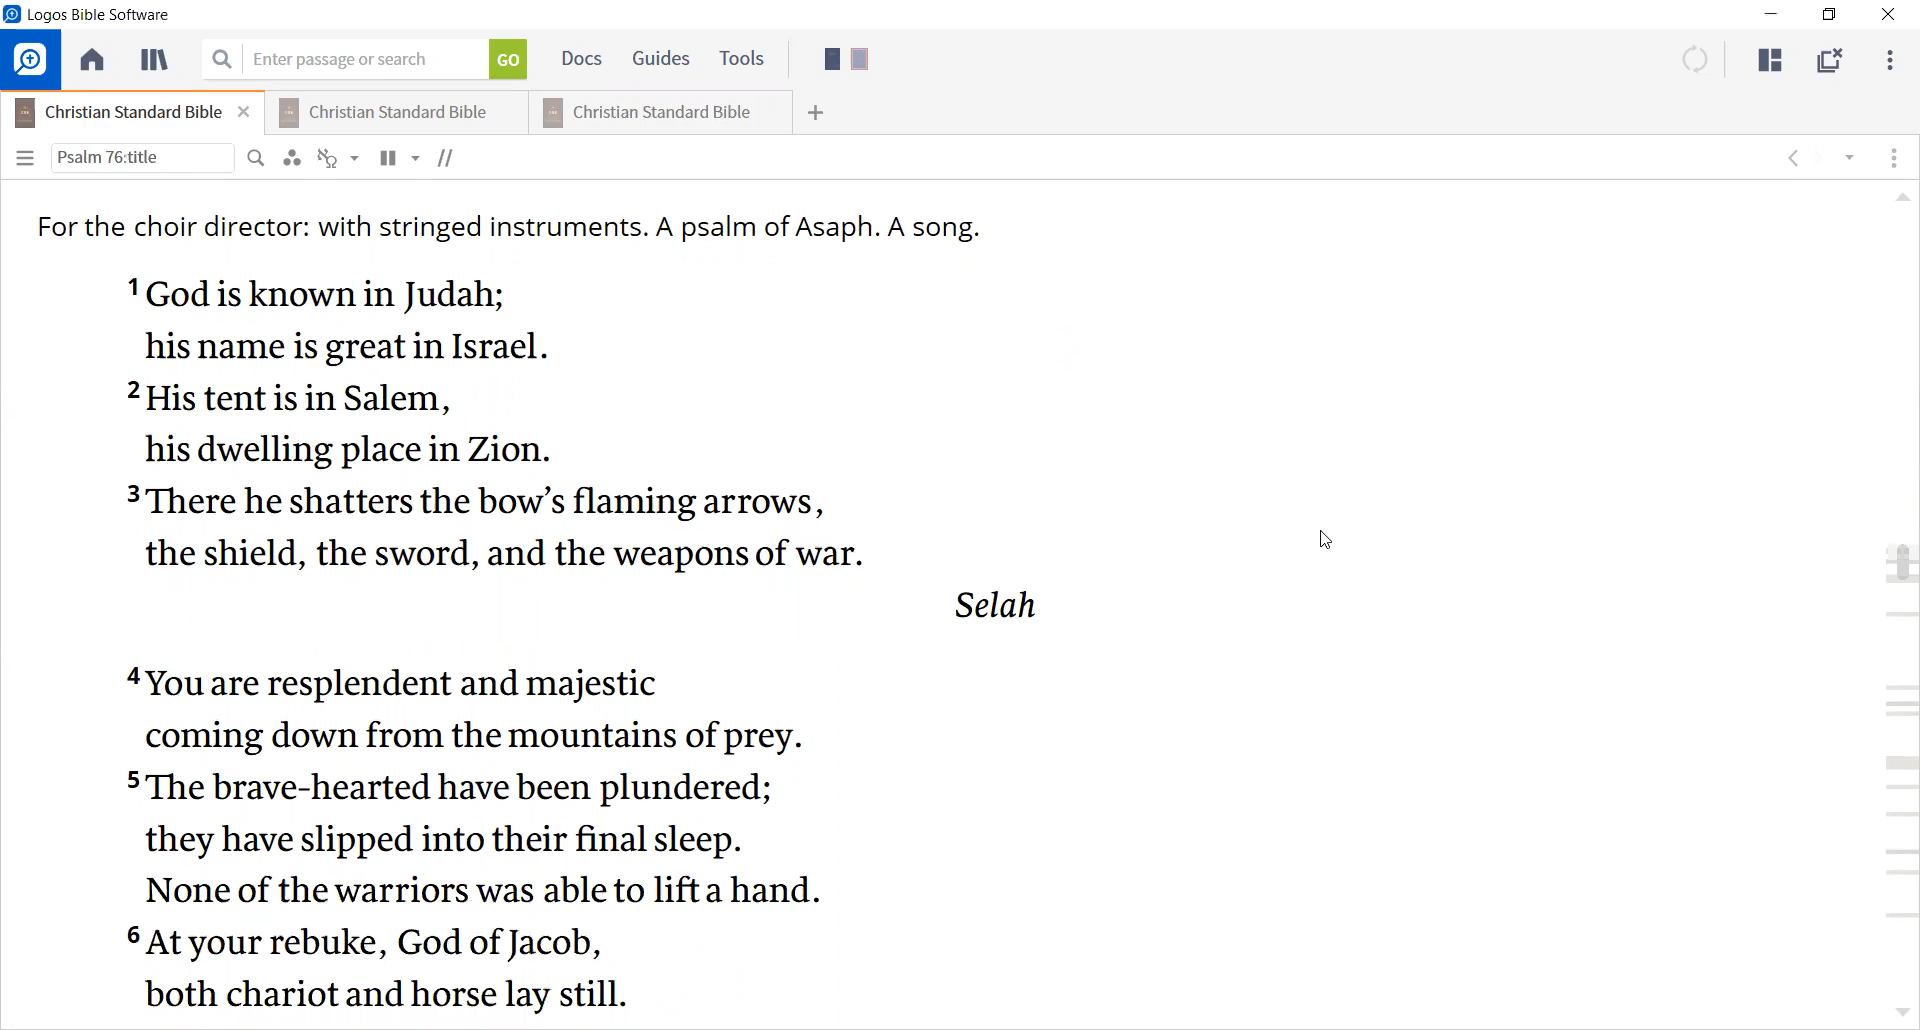 Logos Bible Software
Enter passage or search GO Docs Guides Tools
Christian Standard Bible Christian Standard Bible Christian Standard Bible
Psalm 76:title
For the choir director: with stringed instruments. A psalm of Asaph. A song.
1 God is known in Judah;
his name is great in Israel.
2 His tent is in Salem,
his dwelling place in Zion.
3 There he shatters the bow’s flaming arrows,
the shield, the sword, and the weapons of war.
Selah
4 You are resplendent and majestic
coming down from the mountains of prey.
5 The brave-hearted have been plundered;
they have slipped into their final sleep.
None of the warriors was able to lift a hand.
6 At your rebuke, God of Jacob,
both chariot and horse lay still.